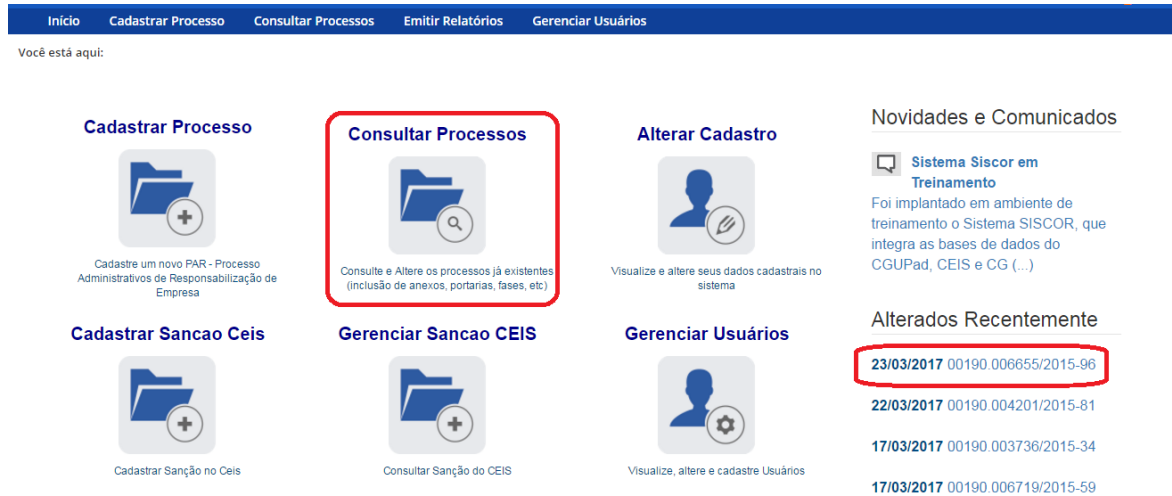 Início Cadastrar Processo Consultar Processos Emitir Relatórios Gerenciar Usuários
Você está aqui:
Cadastrar Processo
Cadastre um novo PAR - Processo
Administrativos de Responsabilização de
Empresa
Consultar Processos
Consulte e Altere os processos já existentes
(inclusão de anexos, portarias, fases, etc)
Alterar Cadastro
Visualize e altere seus dados cadastrais no
sistema
Cadastrar Sancao Ceis
Cadastrar Sanção no Ceis
Gerenciar Sancao CEIS
Consultar Sanção do CEIS
Gerenciar Usuários
Visualize, altere e cadastre Usuários
Novidades e Comunicados
Sistema Siscor em
Treinamento
Foi implantado em ambiente de
treinamento o Sistema SISCOR, que
integra as bases de dados do
CGUPad, CEIS e CG (...)
Alterados Recentemente
23/03/2017 00190.006655/2015-96
22/03/2017 00190.004201/2015-81
17/03/2017 00190.003736/2015-34
17/03/2017 00190.006719/2015-59